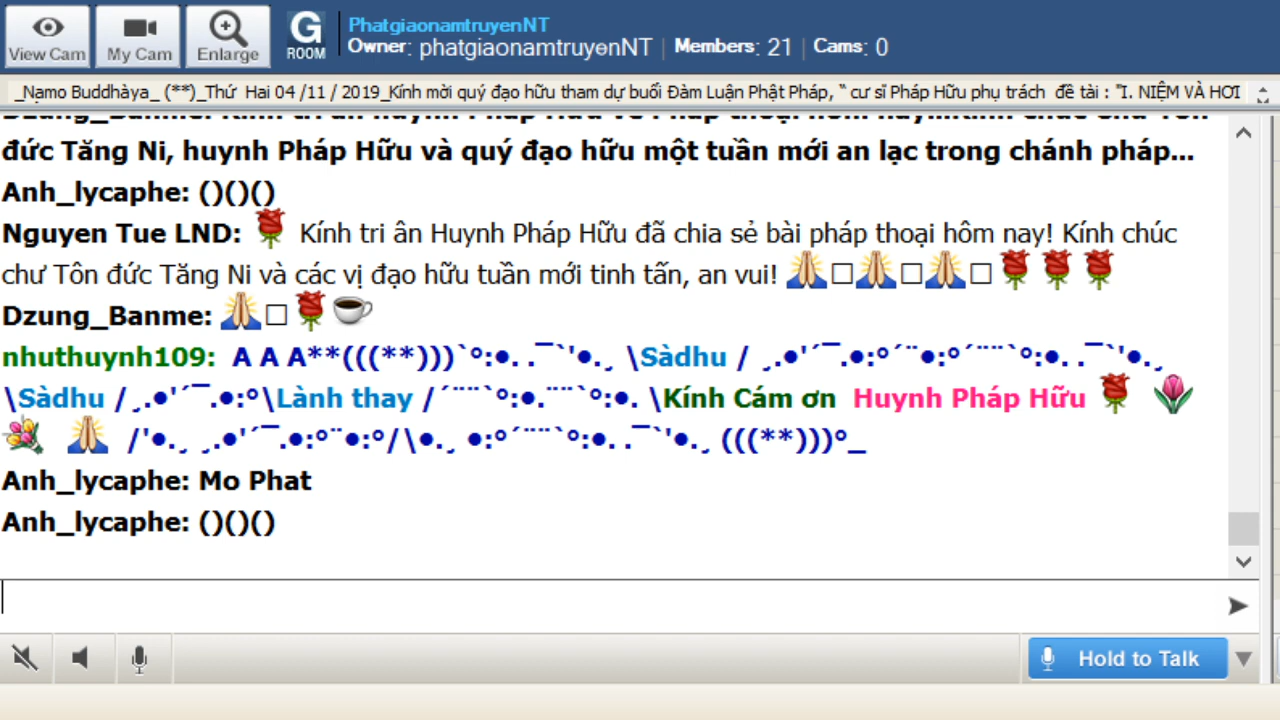 View Cam
My Cam
Enlarge
G
ROOM
PhatgiaonamtruyenNT
Owner: phatgiaonamtruyenNT | Members: 21 | Cams: 0
_Nạmo Buddhàya_ (**)_Thứ Hai 04 /11 / 2019_Kính mời quý đạo hữu tham dự buổi Đàm Luận Phật Pháp, “ cư sĩ Pháp Hữu phụ trách đề tài : "I. NIỆM VÀ HƠI
đức Tăng Ni, huynh Pháp Hữu và quý đạo hữu một tuần mới an lạc trong chánh pháp...
Anh_lycaphe: ()()()
Nguyen Tue LND: Kính tri ân Huynh Pháp Hữu đã chia sẻ bài pháp thoại hôm nay! Kính chúc
chư Tôn đức Tăng Ni và các vị đạo hữu tuần mới tinh tấn, an vui!
Dzung_Banme:
nhuthuynh109: A A A**(((**)))`°:●. .¯`'●.¸ \Sàdhu / ¸.●'´¯.●:°´¨●:°´¨¨`°:●. .¯`'●.¸
\Sàdhu /¸.●'´¯.●:°\Lành thay /´¨¨`°:●.¨¨`°:●. \Kính Cám ơn Huynh Pháp Hữu
/'●.¸ ¸.●'´¯.●:°¨●:°/\●.¸ ●:°´¨¨`°:●. .¯`'●.¸ (((**)))°_
Anh_lycaphe: Mo Phat
Anh_lycaphe: ()()()
Hold to Talk